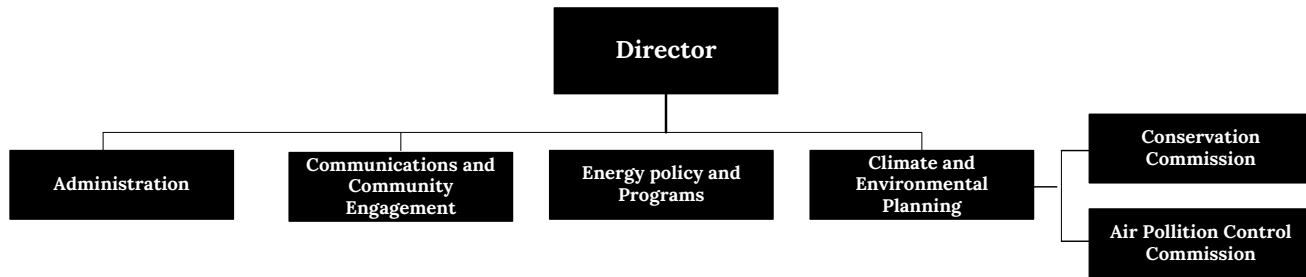 Director
Administration
Communications and
Community
Engagement
Energy policy and
Programs
Climate and
Environmental
Planning
Conservation
Commission
Air Pollition Control
Commission